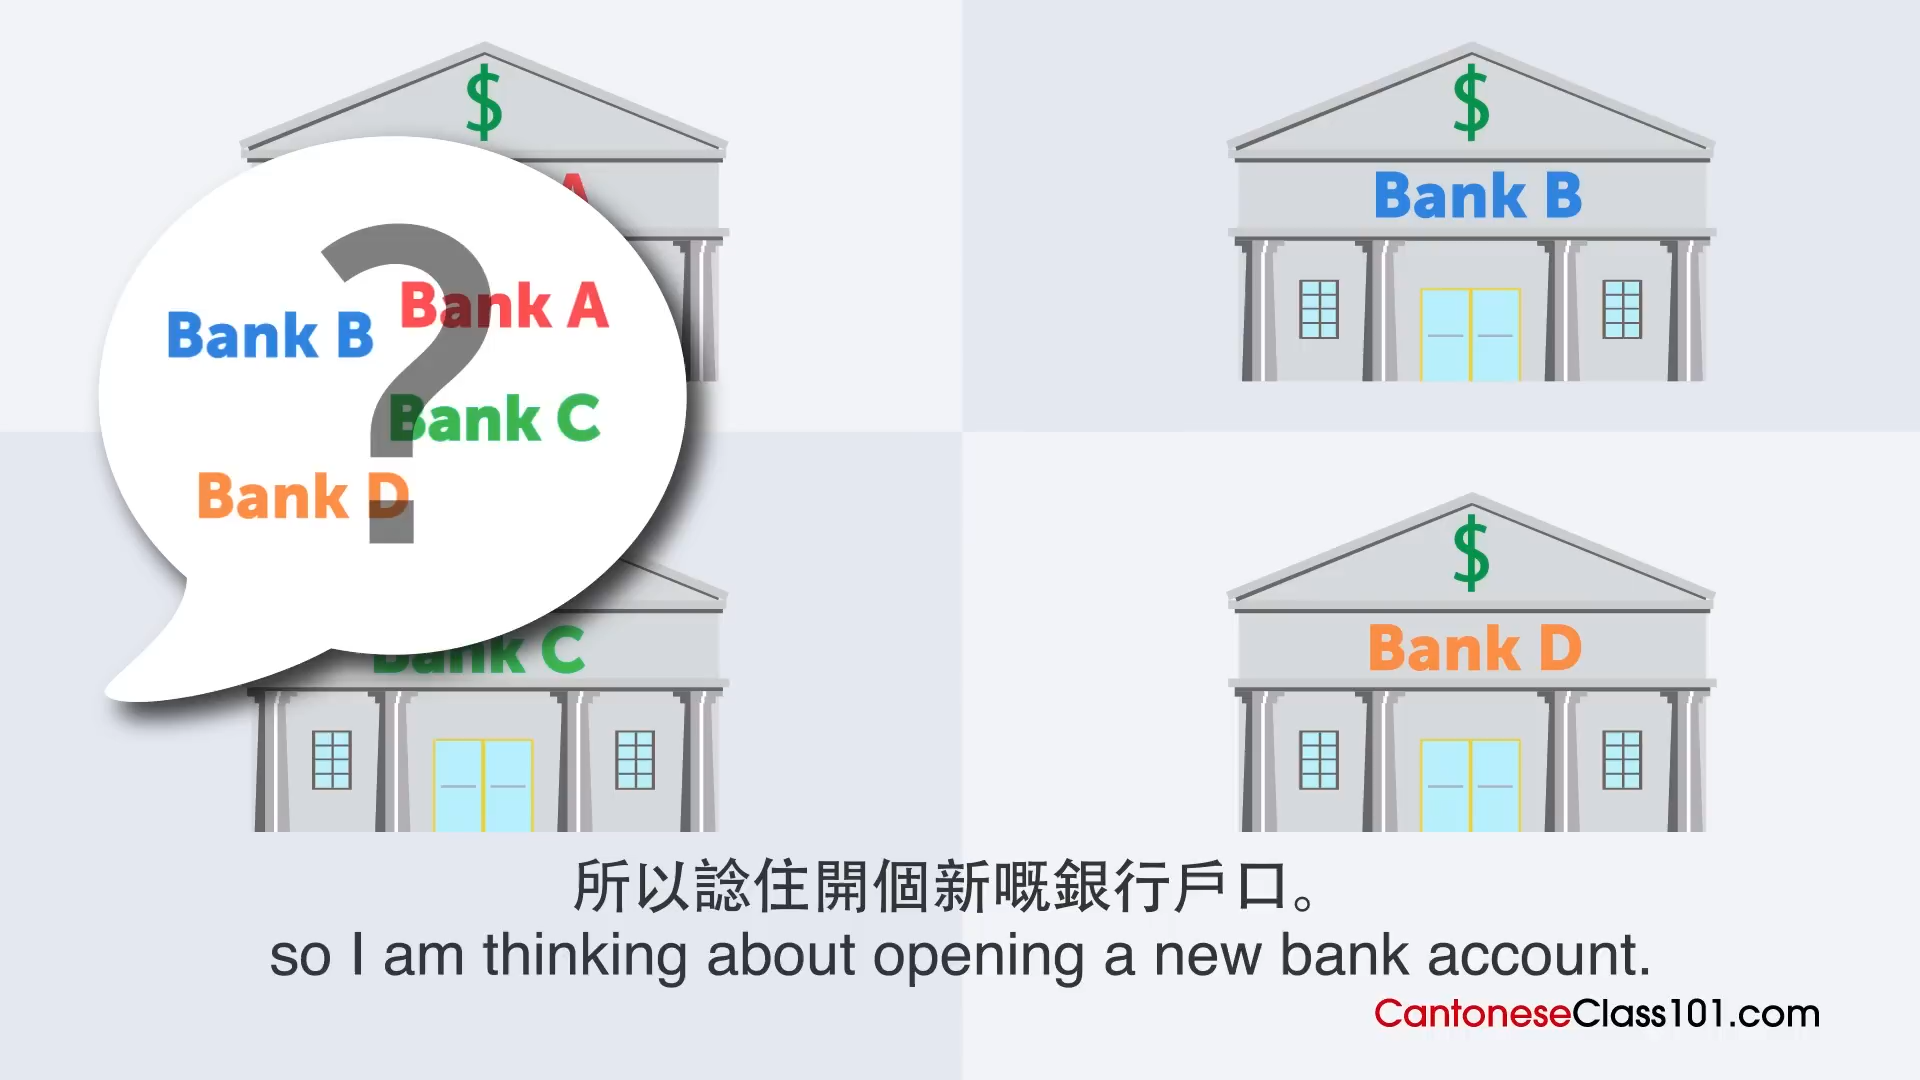 $
$
Bank B
Bank A
Bank B
?
Bank C
Bank D
$
Bank C
Bank D
所以諗住開個新嘅銀行戶口。
so I am thinking about opening a new bank account.
CantoneseClass101.com